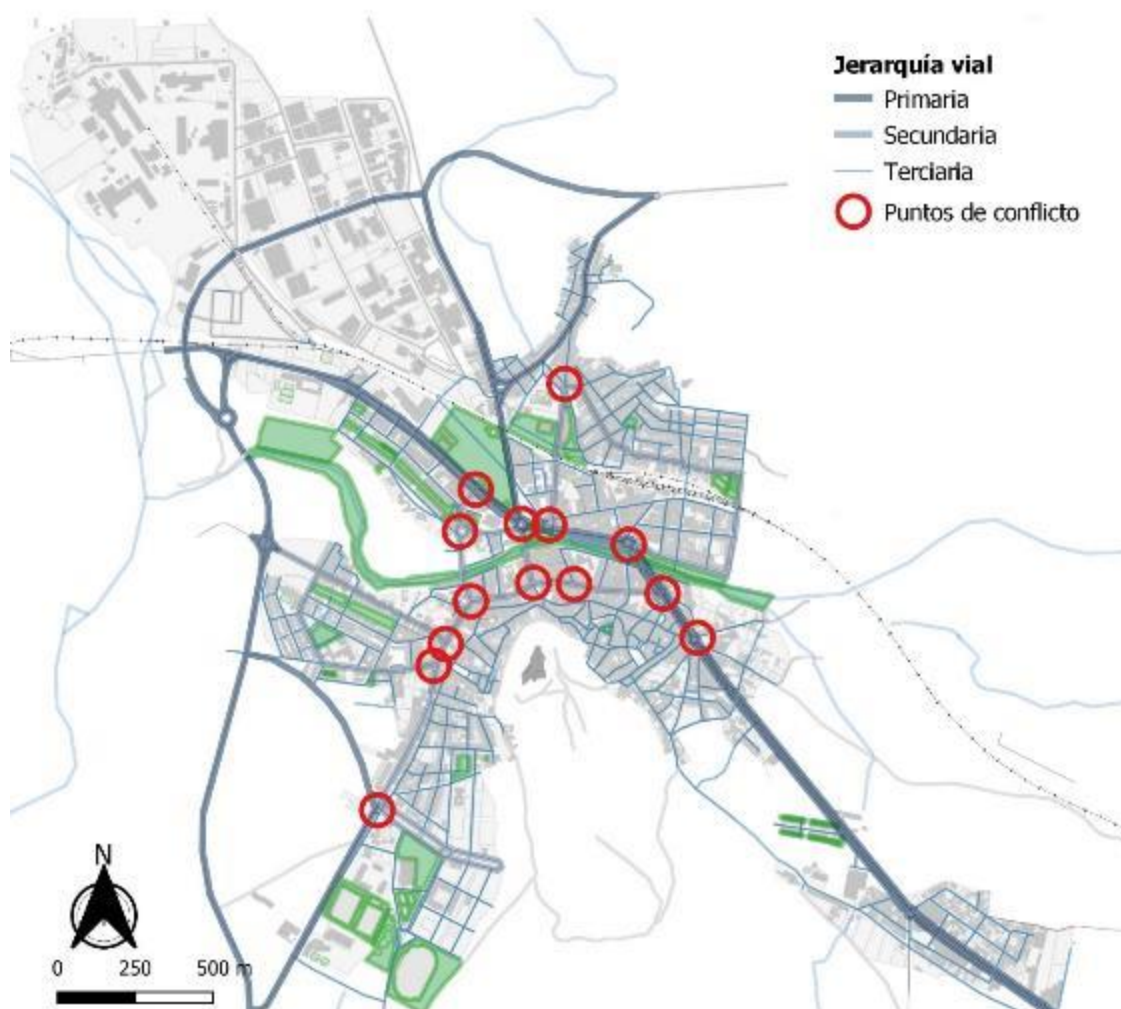 Jerarquía vial
Primaria
Secundaria
Terciaria
Puntos de conflicto
N
0 250 500 m